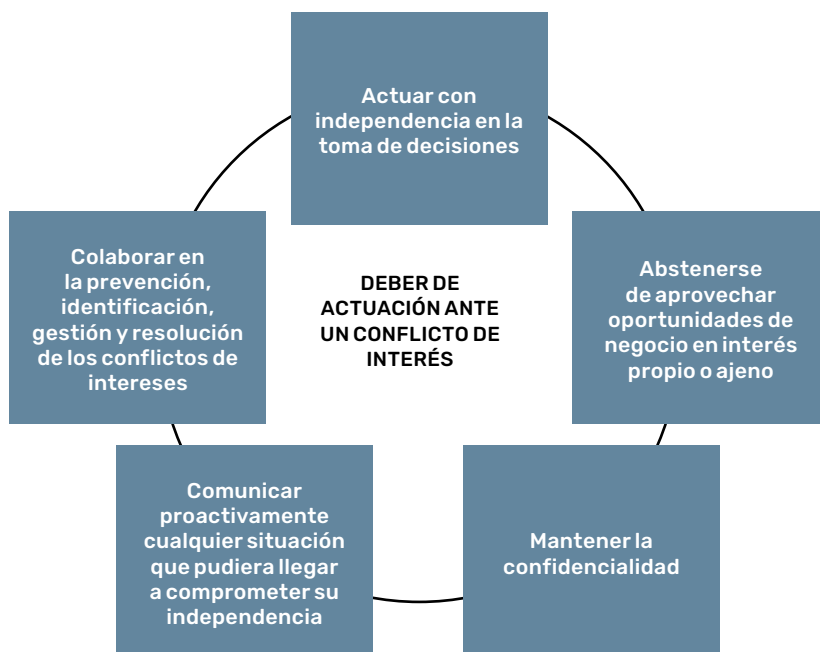 Actuar con
independencia en la
toma de decisiones
Colaborar en
la prevención,
identificación,
gestión y resolución
de los conflictos de
intereses
DEBER DE
ACTUACIÓN ANTE
UN CONFLICTO DE
INTERÉS
Abstenerse
de aprovechar
oportunidades de
negocio en interés
propio o ajeno
Comunicar
proactivamente
cualquier situación
que pudiera llegar
a comprometer su
independencia
Mantener la
confidencialidad